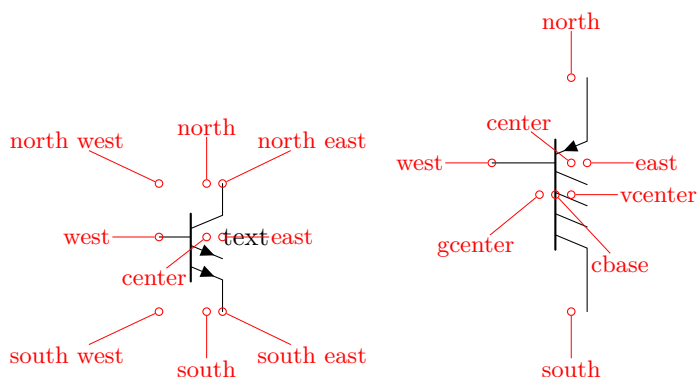 north
north west
north
north east
center
west
east
vcenter
west
text
east
gcenter
cbase
center
south west
south
south east
south